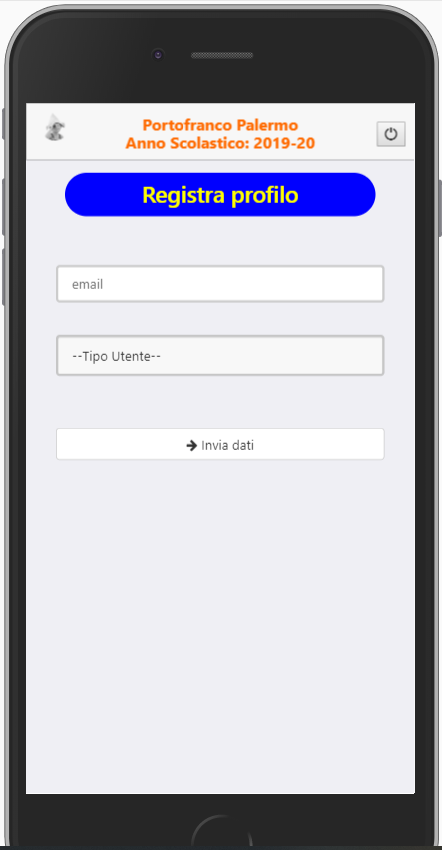 Portofranco Palermo
Anno Scolastico: 2019-20
Registra profilo
email
--Tipo Utente--
Invia dati